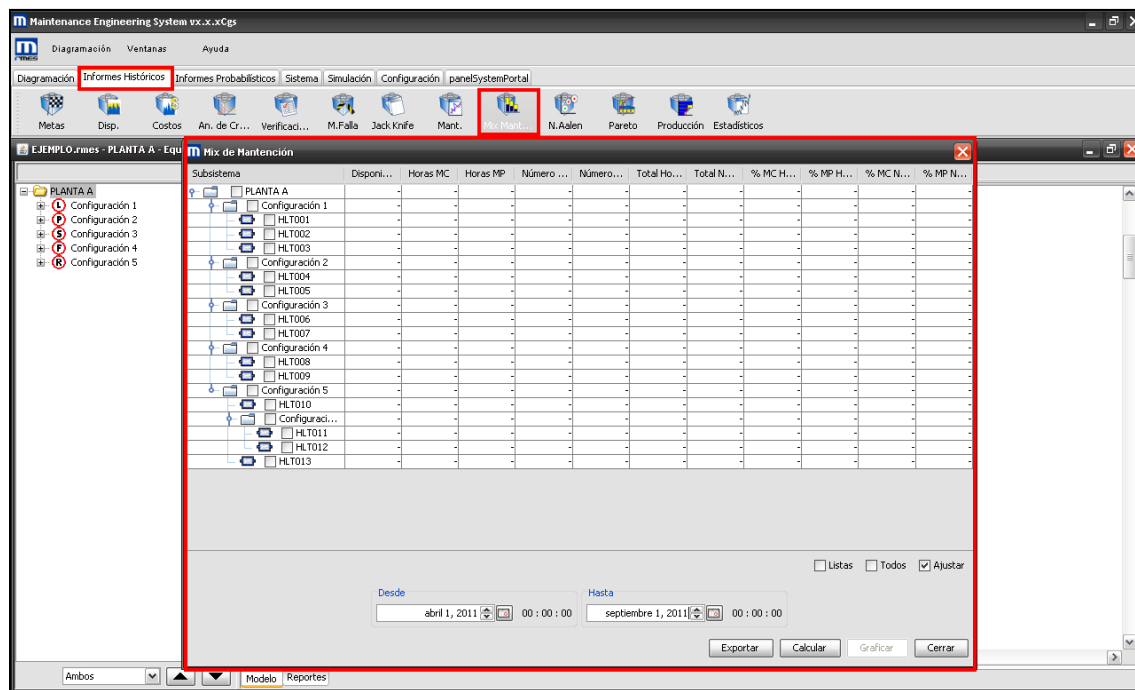 Maintenance Engineering System vx.x.xCgs
rmes Diagramación Ventanas Ayuda
Diagramación Informes Históricos Informes Probabilísticos Sistema Simulación Configuración panelSystemPortal
Metas Disp. Costos An. de Cr... Verificaci... M.Falla Jack Knife Mant. Mix Mant... N.Aalen Pareto Producción Estadísticos
EJEMPLO.rmes - PLANTA A - Equ
Mix de Mantención
Subsistema Disponi... Horas MC Horas MP Número ... Número... Total Ho... Total N... % MC H... % MP H... % MC N... % MP N...
PLANTA A
Configuración 1
Configuración 2
Configuración 3
Configuración 4
Configuración 5
PLANTA A - - - - - - - - - - -
Configuración 1 - - - - - - - - - - -
HLT001 - - - - - - - - - - -
HLT002 - - - - - - - - - - -
HLT003 - - - - - - - - - - -
Configuración 2 - - - - - - - - - - -
HLT004 - - - - - - - - - - -
HLT005 - - - - - - - - - - -
Configuración 3 - - - - - - - - - - -
HLT006 - - - - - - - - - - -
HLT007 - - - - - - - - - - -
Configuración 4 - - - - - - - - - - -
HLT008 - - - - - - - - - - -
HLT009 - - - - - - - - - - -
Configuración 5 - - - - - - - - - - -
HLT010 - - - - - - - - - - -
Configuraci... - - - - - - - - - - -
HLT011 - - - - - - - - - - -
HLT012 - - - - - - - - - - -
HLT013 - - - - - - - - - - -
Listas Todos Ajustar
Desde Hasta
abril 1, 2011 00 : 00 : 00 septiembre 1, 2011 00 : 00 : 00
Exportar Calcular Graficar Cerrar
Ambos Modelo Reportes